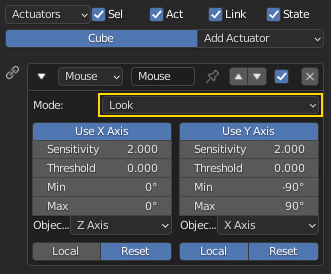 Actuators Sel Act Link State
Cube Add Actuator
Mouse Mouse
Mode: Look
Use X Axis Use Y Axis
Sensitivity 2.000 Sensitivity 2.000
Threshold 0.000 Threshold 0.000
Min 0° Min -90°
Max 0° Max 90°
Objec... Z Axis Objec... X Axis
Local Reset Local Reset